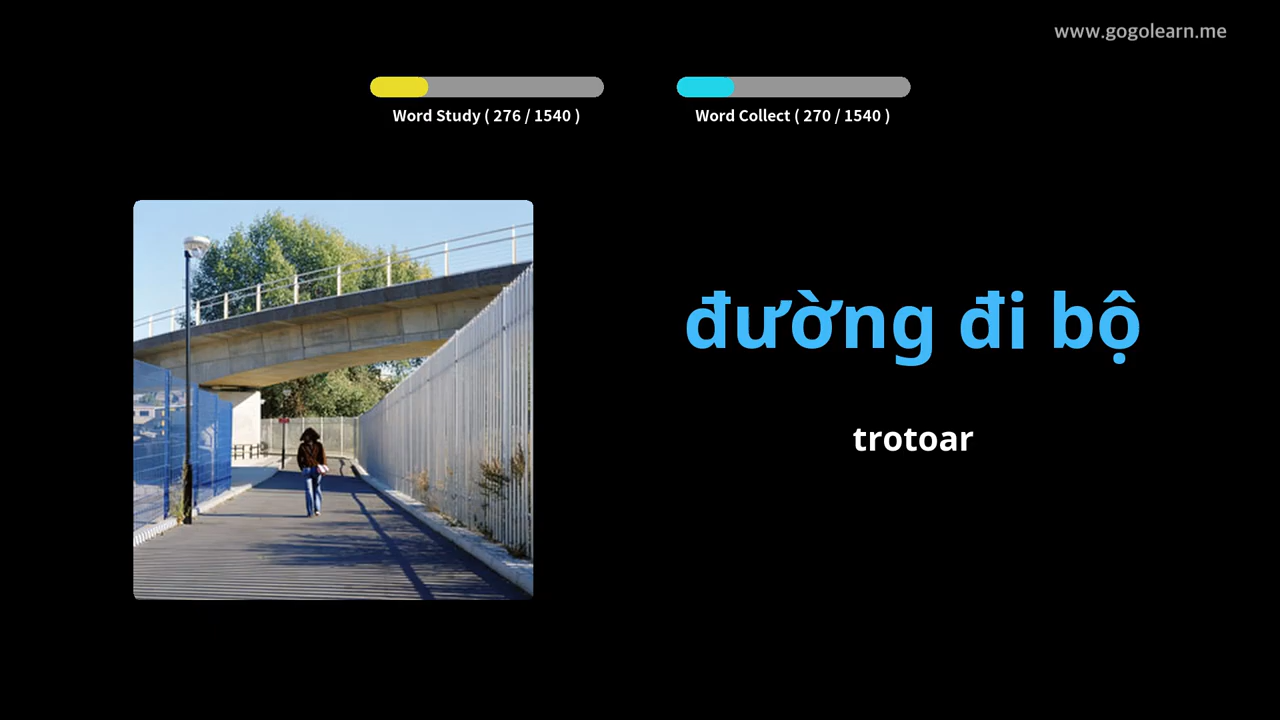 www.gogolearn.me
Word Study ( 276 / 1540 )
Word Collect ( 270 / 1540 )
đường đi bộ
trotoar